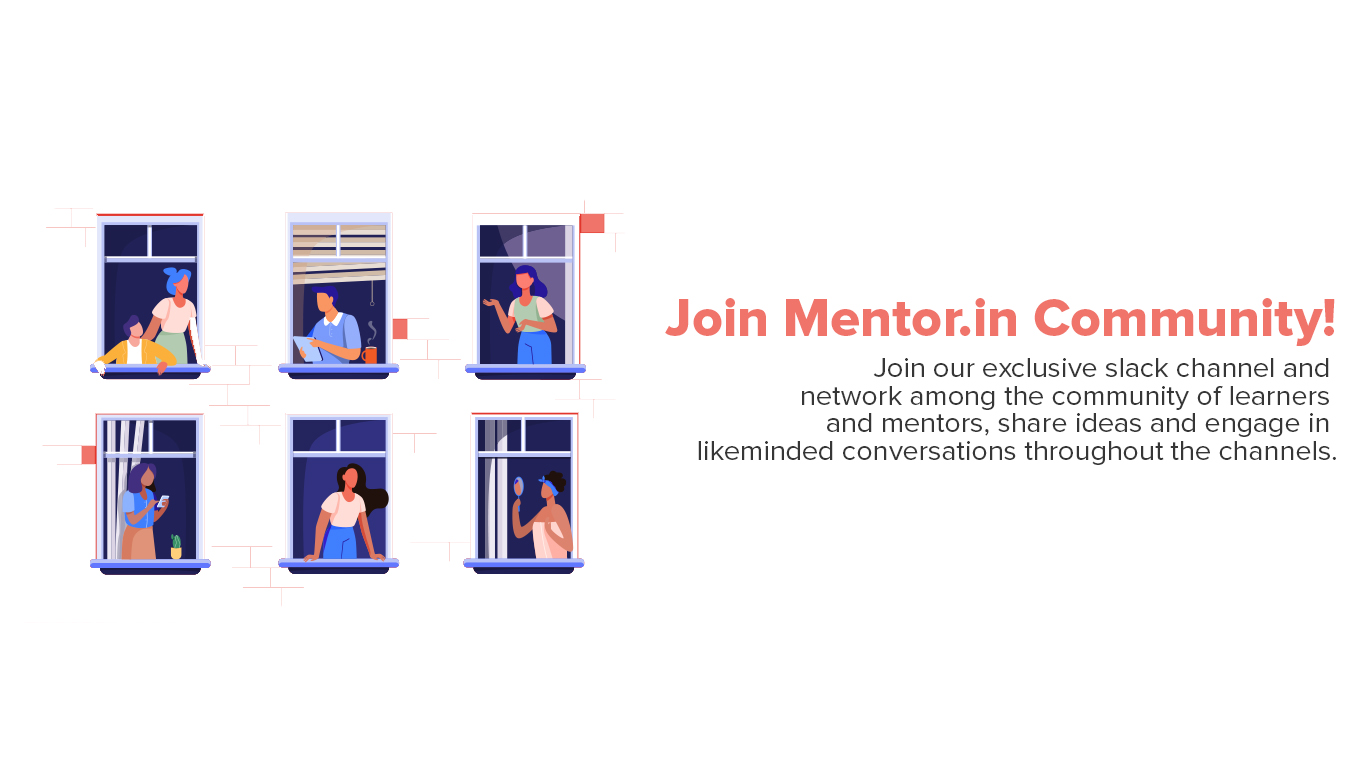 Join Mentor.in Community!
Join our exclusive slack channel and
network among the community of learners
and mentors, share ideas and engage in
likeminded conversations throughout the channels.